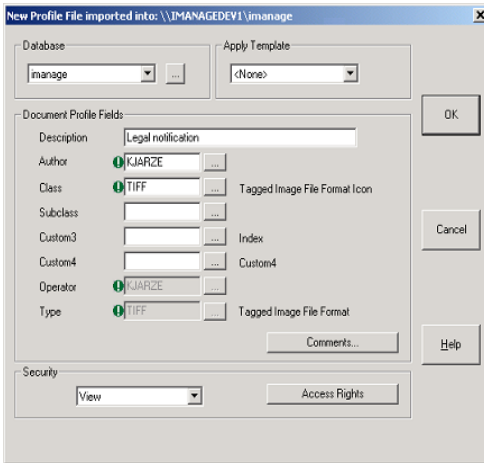 New Profile File imported into: \\IMANAGEDEV1\imanage
Database
imanage
...
Apply Template
<None>
Document Profile Fields
Description Legal notification
Author KJARZE ...
Class TIFF ... Tagged Image File Format Icon
Subclass ...
Custom3 ... Index
Custom4 ... Custom4
Operator KJARZE ...
Type TIFF ... Tagged Image File Format
Comments...
Security
View
Access Rights
OK
Cancel
Help